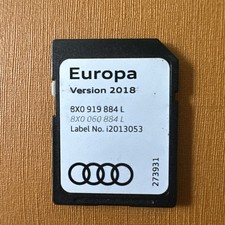 Europa
Version 2018
8X0 919 884 L
8X0 060 884 L
Label No. i2013053
273931